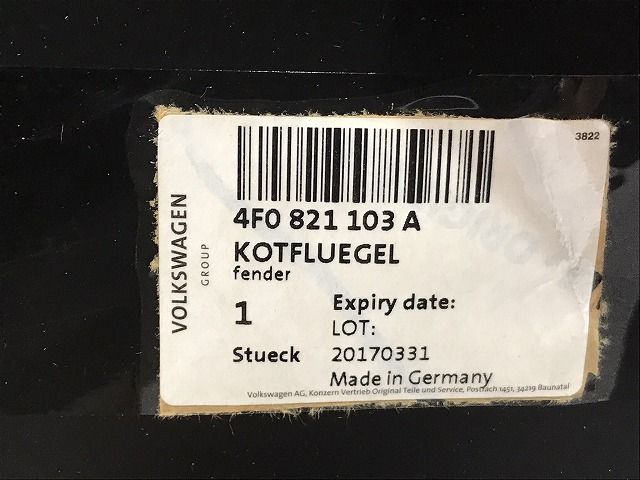 3822
4F0 821 103 A
KOTFLUEGEL
fender
VOLKSWAGEN
GROUP
1
Expiry date:
LOT:
Stueck 20170331
Made in Germany
Volkswagen AG, Konzern Vertrieb Original Teile und Service, Postfach 1451, 34219 Baunatal